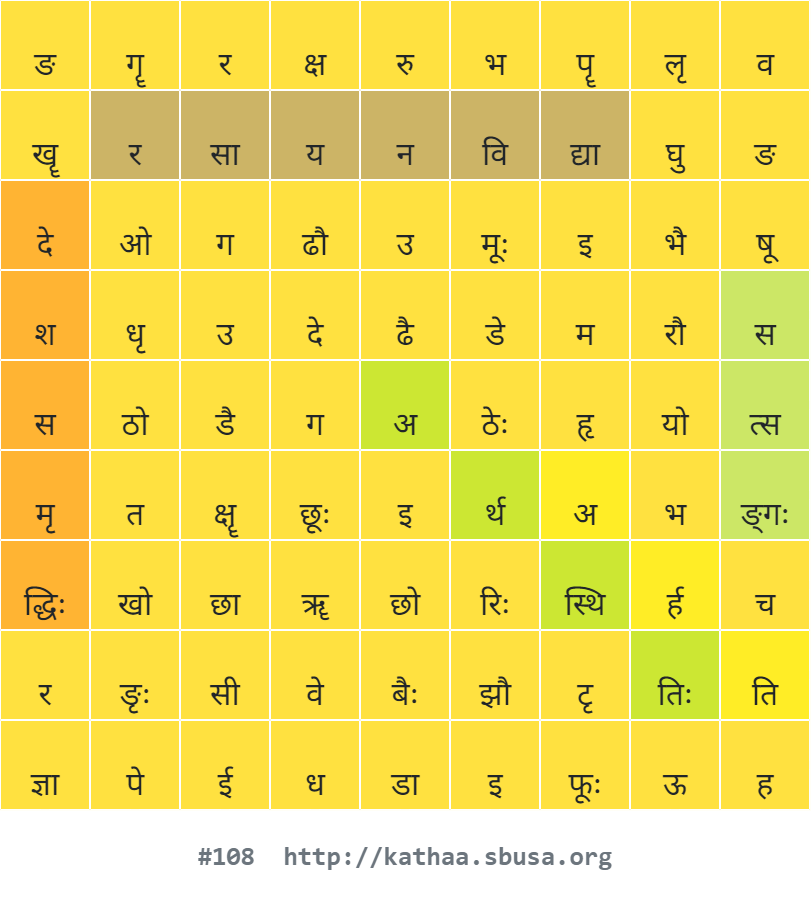 ङ गॄ र क्ष रु भ पॄ लृ व
खॄ र सा य न वि द्या घु ङ
दे ओ ग ढौ उ मूः इ भै षू
श धृ उ दे ढै डे म रौ स
स ठो डै ग अ ठेः हृ यो त्स
मृ त क्षॄ छूः इ र्थ अ भ ङ्गः
द्धिः खो छा ॠ छो रिः स्थि र्ह च
र ङृः सी वे बैः झौ टृ तिः ति
ज्ञा पे ई ध डा इ फूः ऊ ह
#108 http://kathaa.sbusa.org